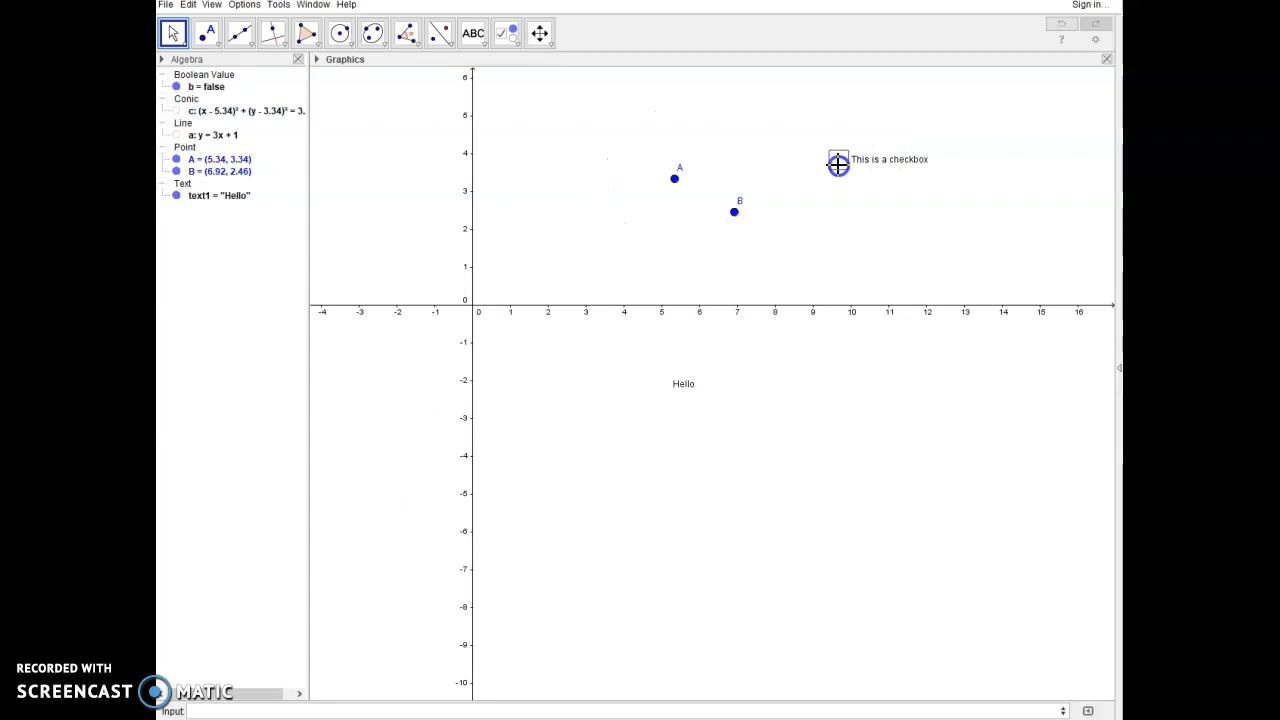 File Edit View Options Tools Window Help Sign in...
A ABC
Algebra Graphics
Boolean Value
b = false
Conic
c: (x - 5.34)² + (y - 3.34)² = 3.
Line
a: y = 3x + 1
Point
A = (5.34, 3.34)
B = (6.92, 2.46)
Text
text1 = "Hello"
6
5
4
3
2
1
0
-1
-2
-3
-4
-5
-6
-7
-8
-9
-10
-4 -3 -2 -1 0 1 2 3 4 5 6 7 8 9 10 11 12 13 14 15 16
This is a checkbox
A
B
Hello
RECORDED WITH
SCREENCAST MATIC
Input: